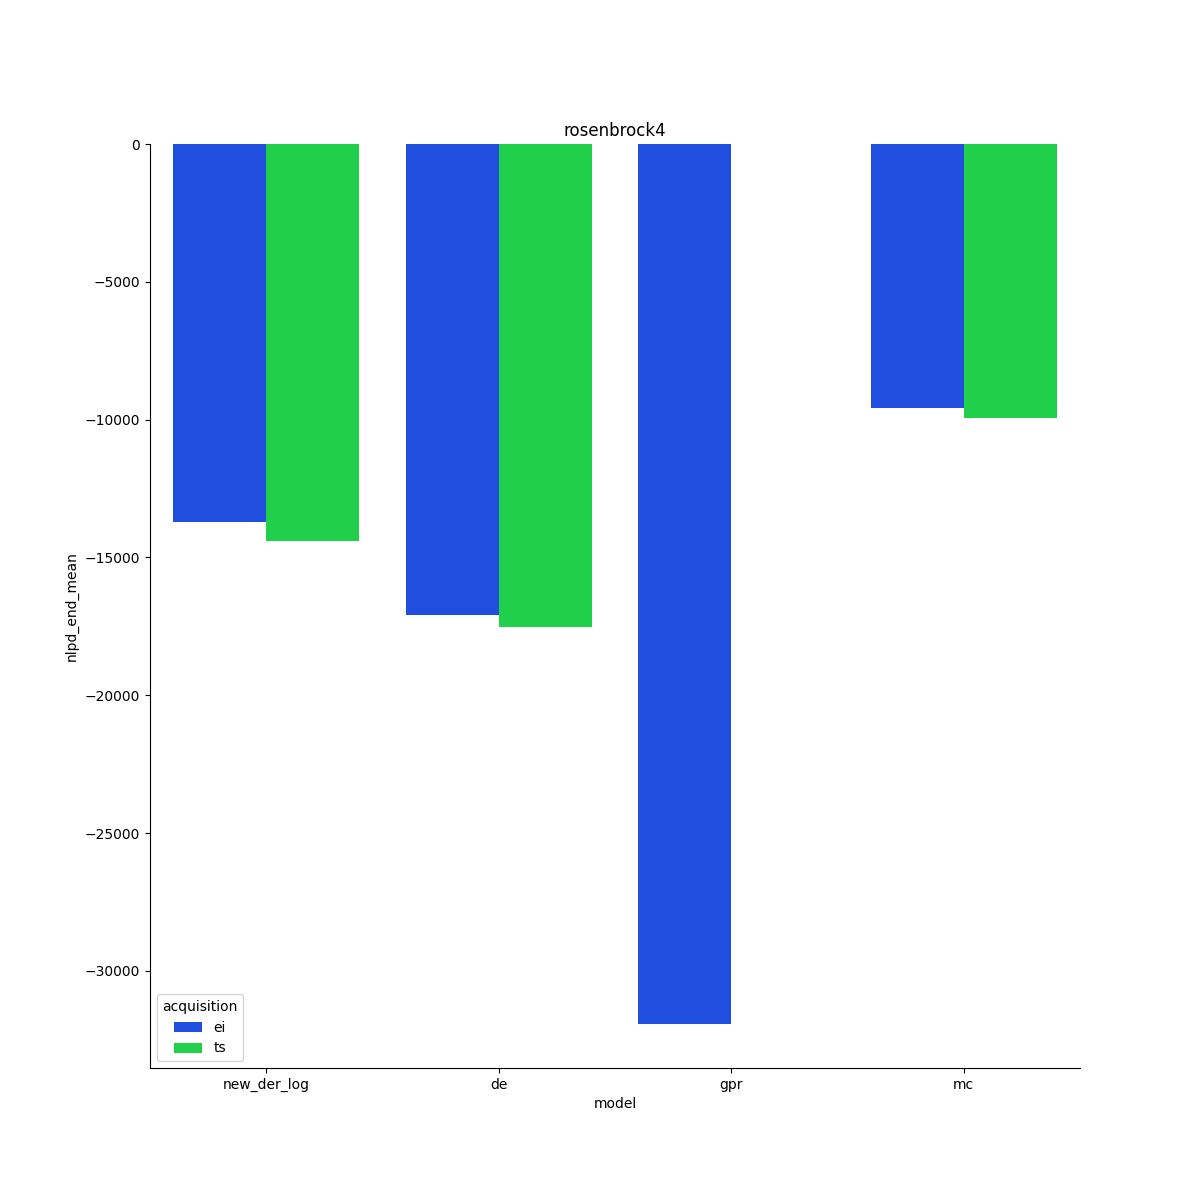 rosenbrock4
0
−5000
−10000
−15000
−20000
−25000
−30000
nlpd_end_mean
acquisition
ei
ts
new_der_log
de
gpr
mc
model